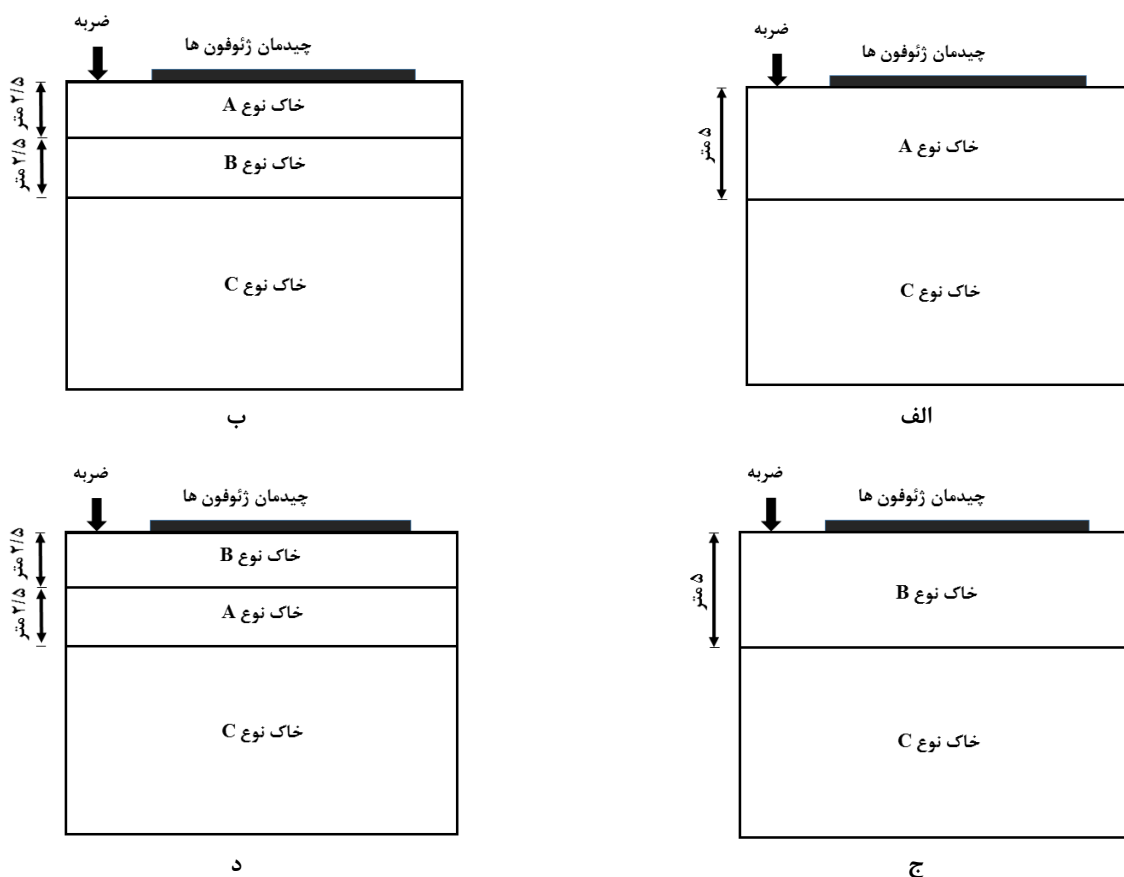 ضربه
چیدمان ژئوفون ها
۵ متر
خاک نوع A
خاک نوع C
الف
ضربه
چیدمان ژئوفون ها
۲/۵ متر
خاک نوع A
۲/۵ متر
خاک نوع B
خاک نوع C
ب
ضربه
چیدمان ژئوفون ها
۵ متر
خاک نوع B
خاک نوع C
ج
ضربه
چیدمان ژئوفون ها
۲/۵ متر
خاک نوع B
۲/۵ متر
خاک نوع A
خاک نوع C
د